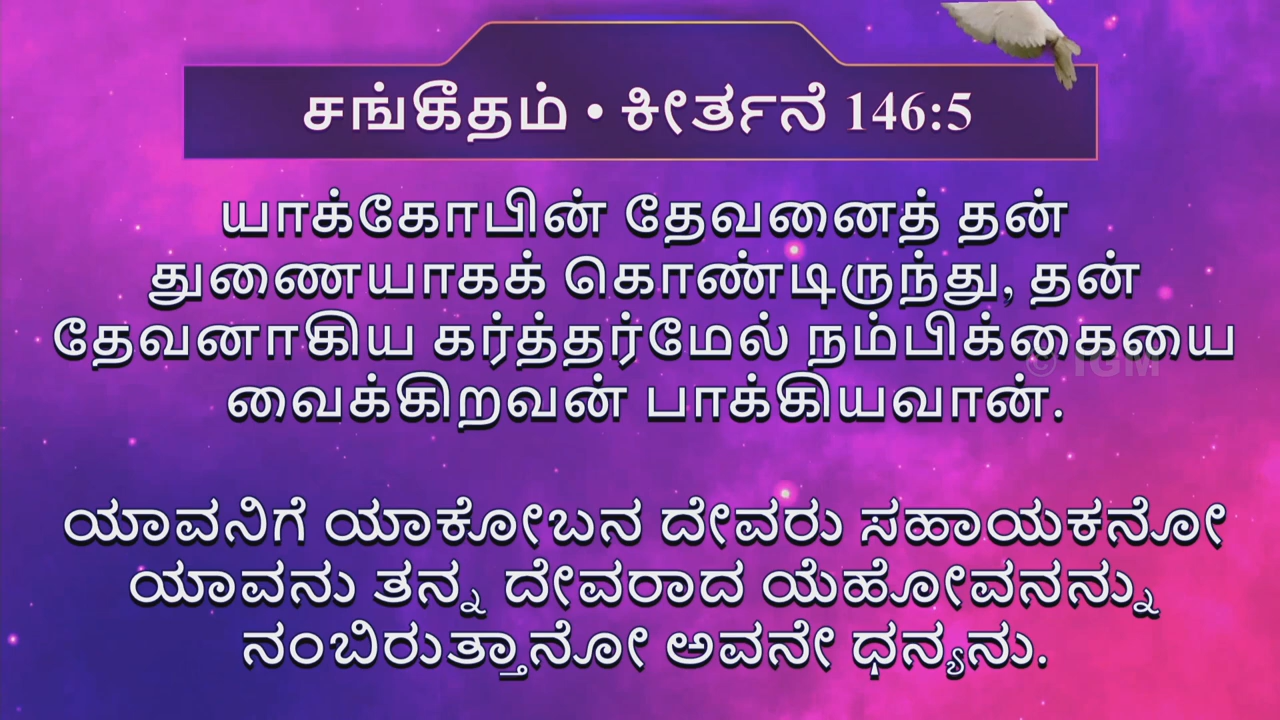 சங்கீதம் • ಕೀರ್ತನೆ 146:5
யாக்கோபின் தேவனைத் தன்
துணையாகக் கொண்டிருந்து, தன்
தேவனாகிய கர்த்தர்மேல் நம்பிக்கையை
© IGM
வைக்கிறவன் பாக்கியவான்.
ಯಾವನಿಗೆ ಯಾಕೋಬನ ದೇವರು ಸಹಾಯಕನೋ
ಯಾವನು ತನ್ನ ದೇವರಾದ ಯೆಹೋವನನ್ನು
ನಂಬಿರುತ್ತಾನೋ ಅವನೇ ಧನ್ಯನು.